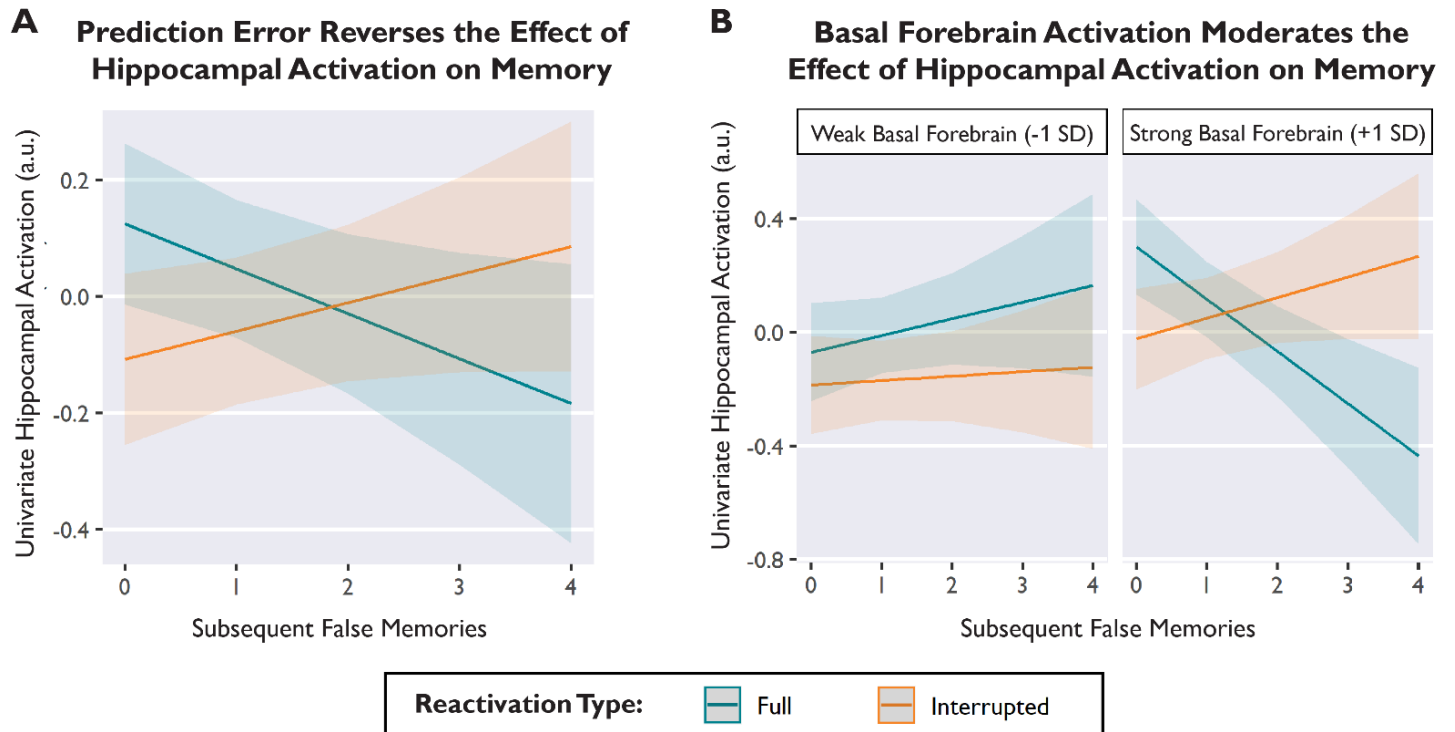 A
Prediction Error Reverses the Effect of
Hippocampal Activation on Memory
Univariate Hippocampal Activation (a.u.)
0.2
0.0
-0.2
-0.4
0 1 2 3 4
Subsequent False Memories
B
Basal Forebrain Activation Moderates the
Effect of Hippocampal Activation on Memory
Weak Basal Forebrain (-1 SD) Strong Basal Forebrain (+1 SD)
Univariate Hippocampal Activation (a.u.)
0.4
0.0
-0.4
-0.8
0 1 2 3 4 0 1 2 3 4
Subsequent False Memories
Reactivation Type: Full Interrupted